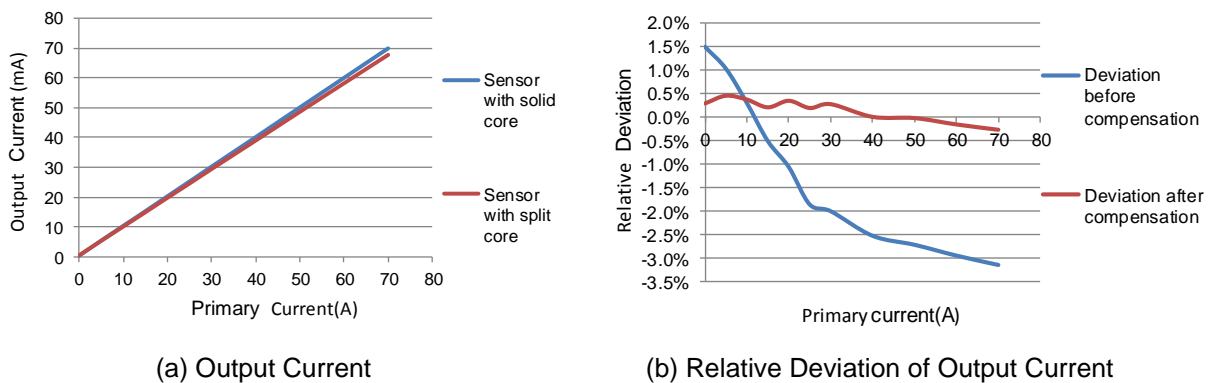 80
70
60
50
40
30
20
10
0
Output Current (mA)
0 10 20 30 40 50 60 70 80
Primary Current(A)
Sensor
with solid
core
Sensor
with split
core
(a) Output Current
2.0%
1.5%
1.0%
0.5%
0.0%
-0.5%
-1.0%
-1.5%
-2.0%
-2.5%
-3.0%
-3.5%
Relative Deviation
0 10 20 30 40 50 60 70 80
Primary current(A)
Deviation
before
compensation
Deviation after
compensation
(b) Relative Deviation of Output Current